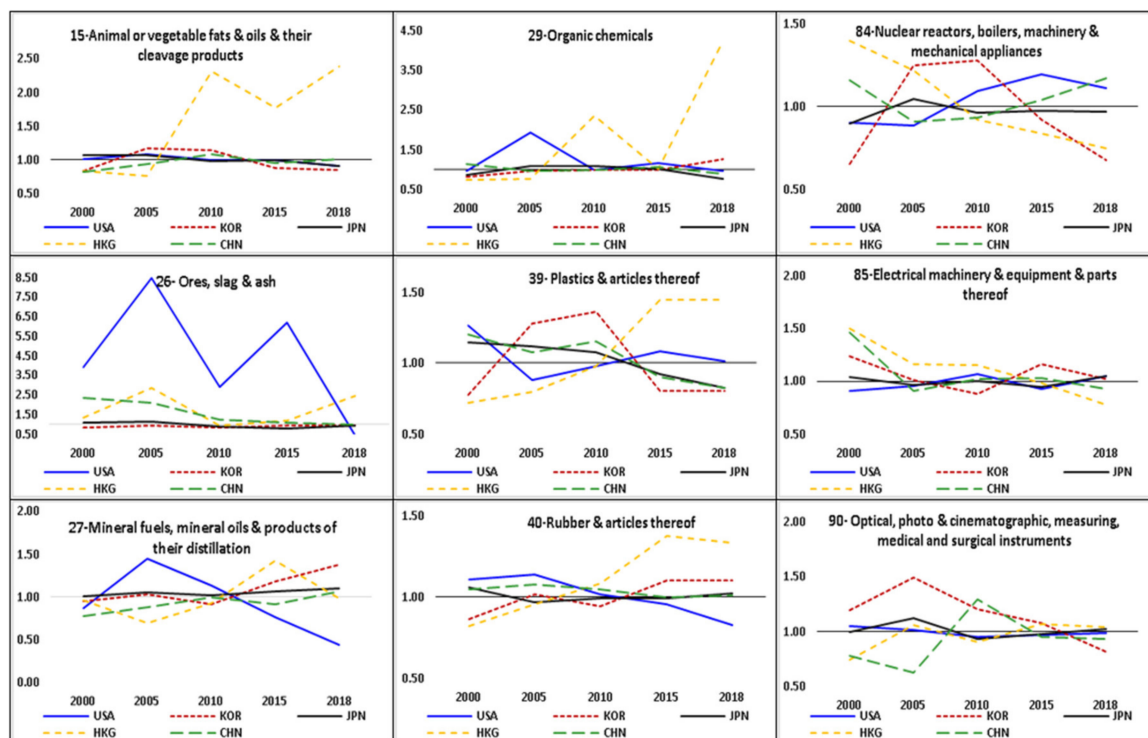 15-Animal or vegetable fats & oils & their
cleavage products
2.50
2.00
1.50
1.00
0.50
2000 2005 2010 2015 2018
USA KOR JPN
HKG CHN
29-Organic chemicals
4.50
3.50
2.50
1.50
0.50
2000 2005 2010 2015 2018
USA KOR JPN
HKG CHN
84-Nuclear reactors, boilers, machinery &
mechanical appliances
1.50
1.00
0.50
2000 2005 2010 2015 2018
USA KOR JPN
HKG CHN
26- Ores, slag & ash
8.50
7.50
6.50
5.50
4.50
3.50
2.50
1.50
0.50
2000 2005 2010 2015 2018
USA KOR JPN
HKG CHN
39- Plastics & articles thereof
1.50
1.00
0.50
2000 2005 2010 2015 2018
USA KOR JPN
HKG CHN
85-Electrical machinery & equipment & parts
thereof
2.00
1.50
1.00
0.50
2000 2005 2010 2015 2018
USA KOR JPN
HKG CHN
27-Mineral fuels, mineral oils & products of
their distillation
2.00
1.50
1.00
0.50
0.00
2000 2005 2010 2015 2018
USA KOR JPN
HKG CHN
40-Rubber & articles thereof
1.50
1.00
0.50
2000 2005 2010 2015 2018
USA KOR JPN
HKG CHN
90- Optical, photo & cinematographic, measuring,
medical and surgical instruments
2.00
1.50
1.00
0.50
2000 2005 2010 2015 2018
USA KOR JPN
HKG CHN